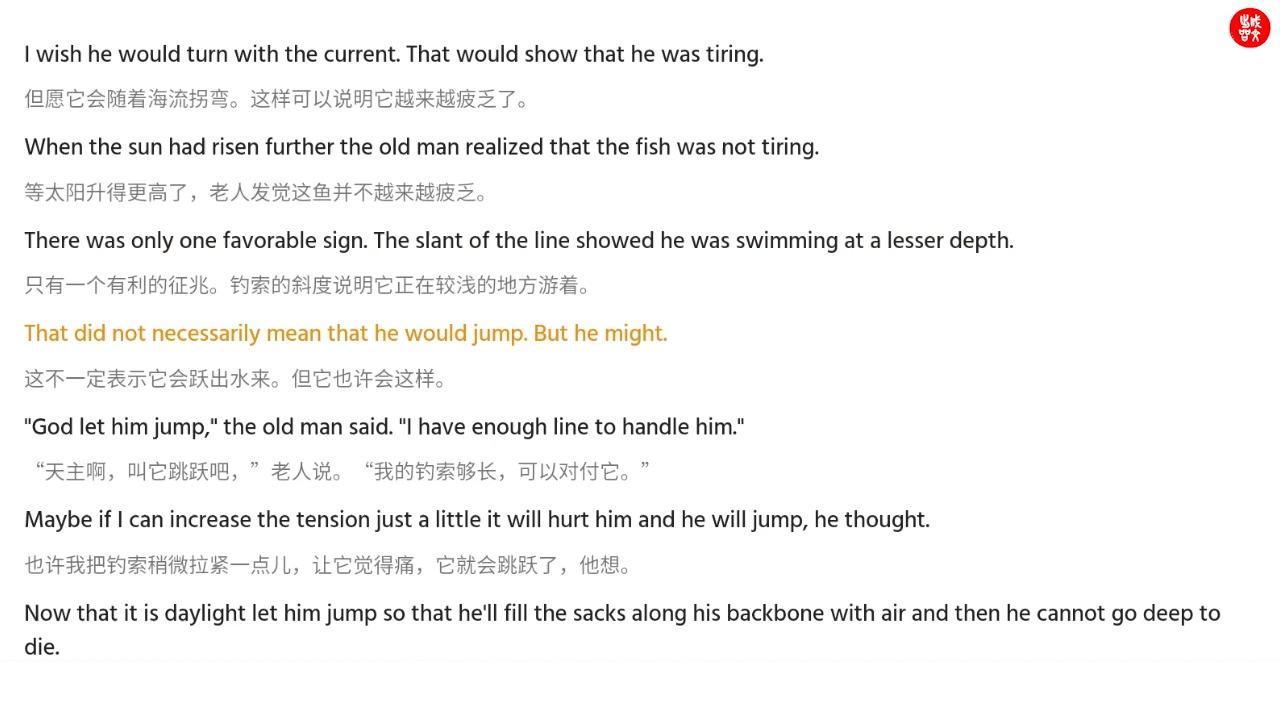 I wish he would turn with the current. That would show that he was tiring.
但愿它会随着海流拐弯。这样可以说明它越来越疲乏了。
When the sun had risen further the old man realized that the fish was not tiring.
等太阳升得更高了，老人发觉这鱼并不越来越疲乏。
There was only one favorable sign. The slant of the line showed he was swimming at a lesser depth.
只有一个有利的征兆。钓索的斜度说明它正在较浅的地方游着。
That did not necessarily mean that he would jump. But he might.
这不一定表示它会跃出水来。但它也许会这样。
"God let him jump," the old man said. "I have enough line to handle him."
“天主啊，叫它跳跃吧，”老人说。“我的钓索够长，可以对付它。”
Maybe if I can increase the tension just a little it will hurt him and he will jump, he thought.
也许我把钓索稍微拉紧一点儿，让它觉得痛，它就会跳跃了，他想。
Now that it is daylight let him jump so that he'll fill the sacks along his backbone with air and then he cannot go deep to
die.